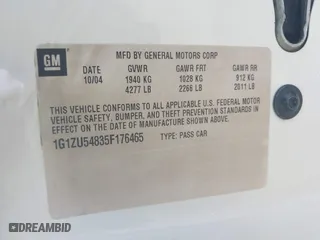 GM
MFD BY GENERAL MOTORS CORP
DATE GVWR GAWR FRT GAWR RR
10/04 1940 KG 1028 KG 912 KG
4277 LB 2266 LB 2011 LB
THIS VEHICLE CONFORMS TO ALL APPLICABLE U.S. FEDERAL MOTOR
VEHICLE SAFETY, BUMPER, AND THEFT PREVENTION STANDARDS
IN EFFECT ON THE DATE OF MANUFACTURE SHOWN ABOVE.
1G1ZU54835F176465 TYPE: PASS CAR
© AUTOHELPERBOT.COM